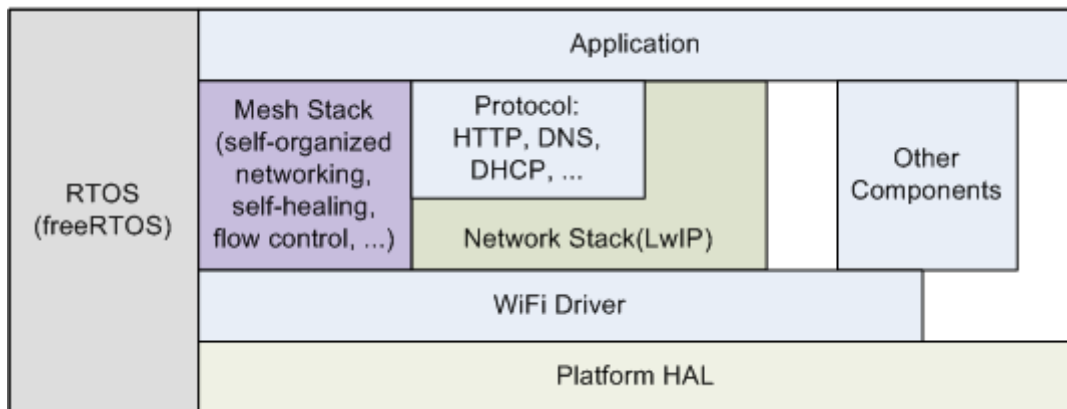 Application
Mesh Stack
(self-organized
networking,
self-healing,
flow control, ...)
Protocol:
HTTP, DNS,
DHCP, ...
Network Stack(LwIP)
Other
Components
RTOS
(freeRTOS)
WiFi Driver
Platform HAL